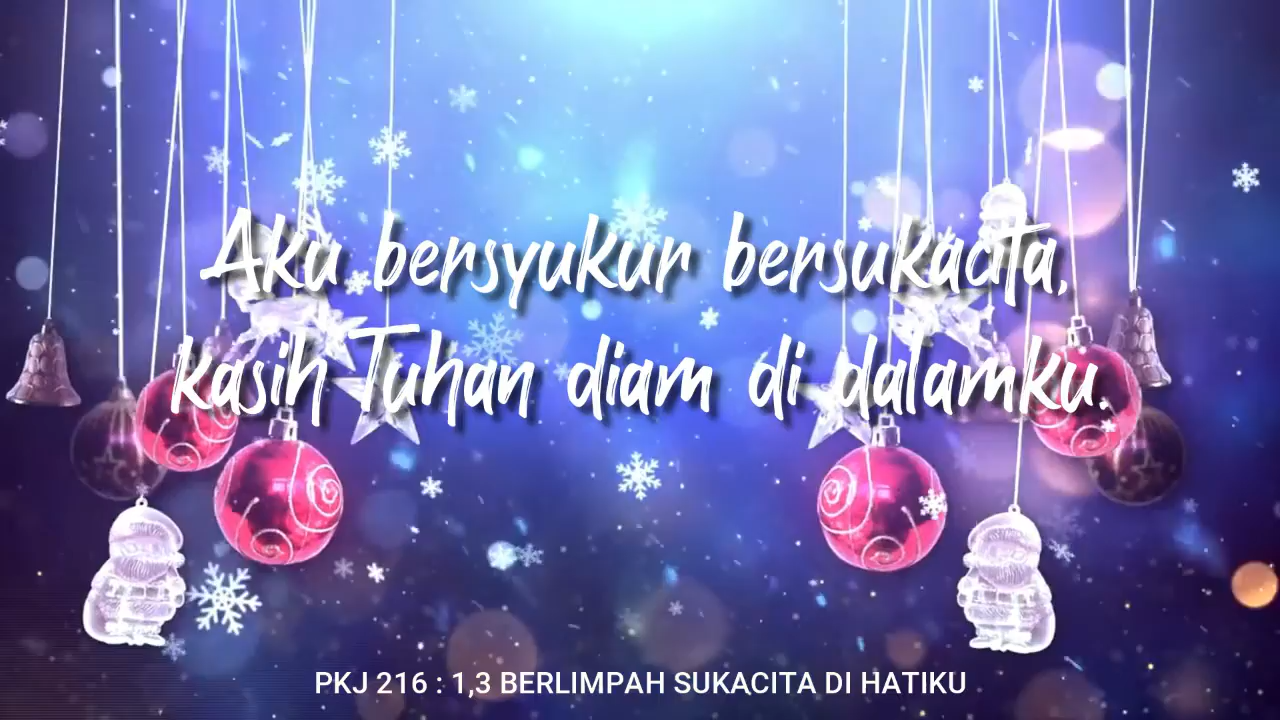 Aku bersyukur bersukacita,
kasih Tuhan diam di dalamku.
PKJ 216 : 1,3 BERLIMPAH SUKACITA DI HATIKU